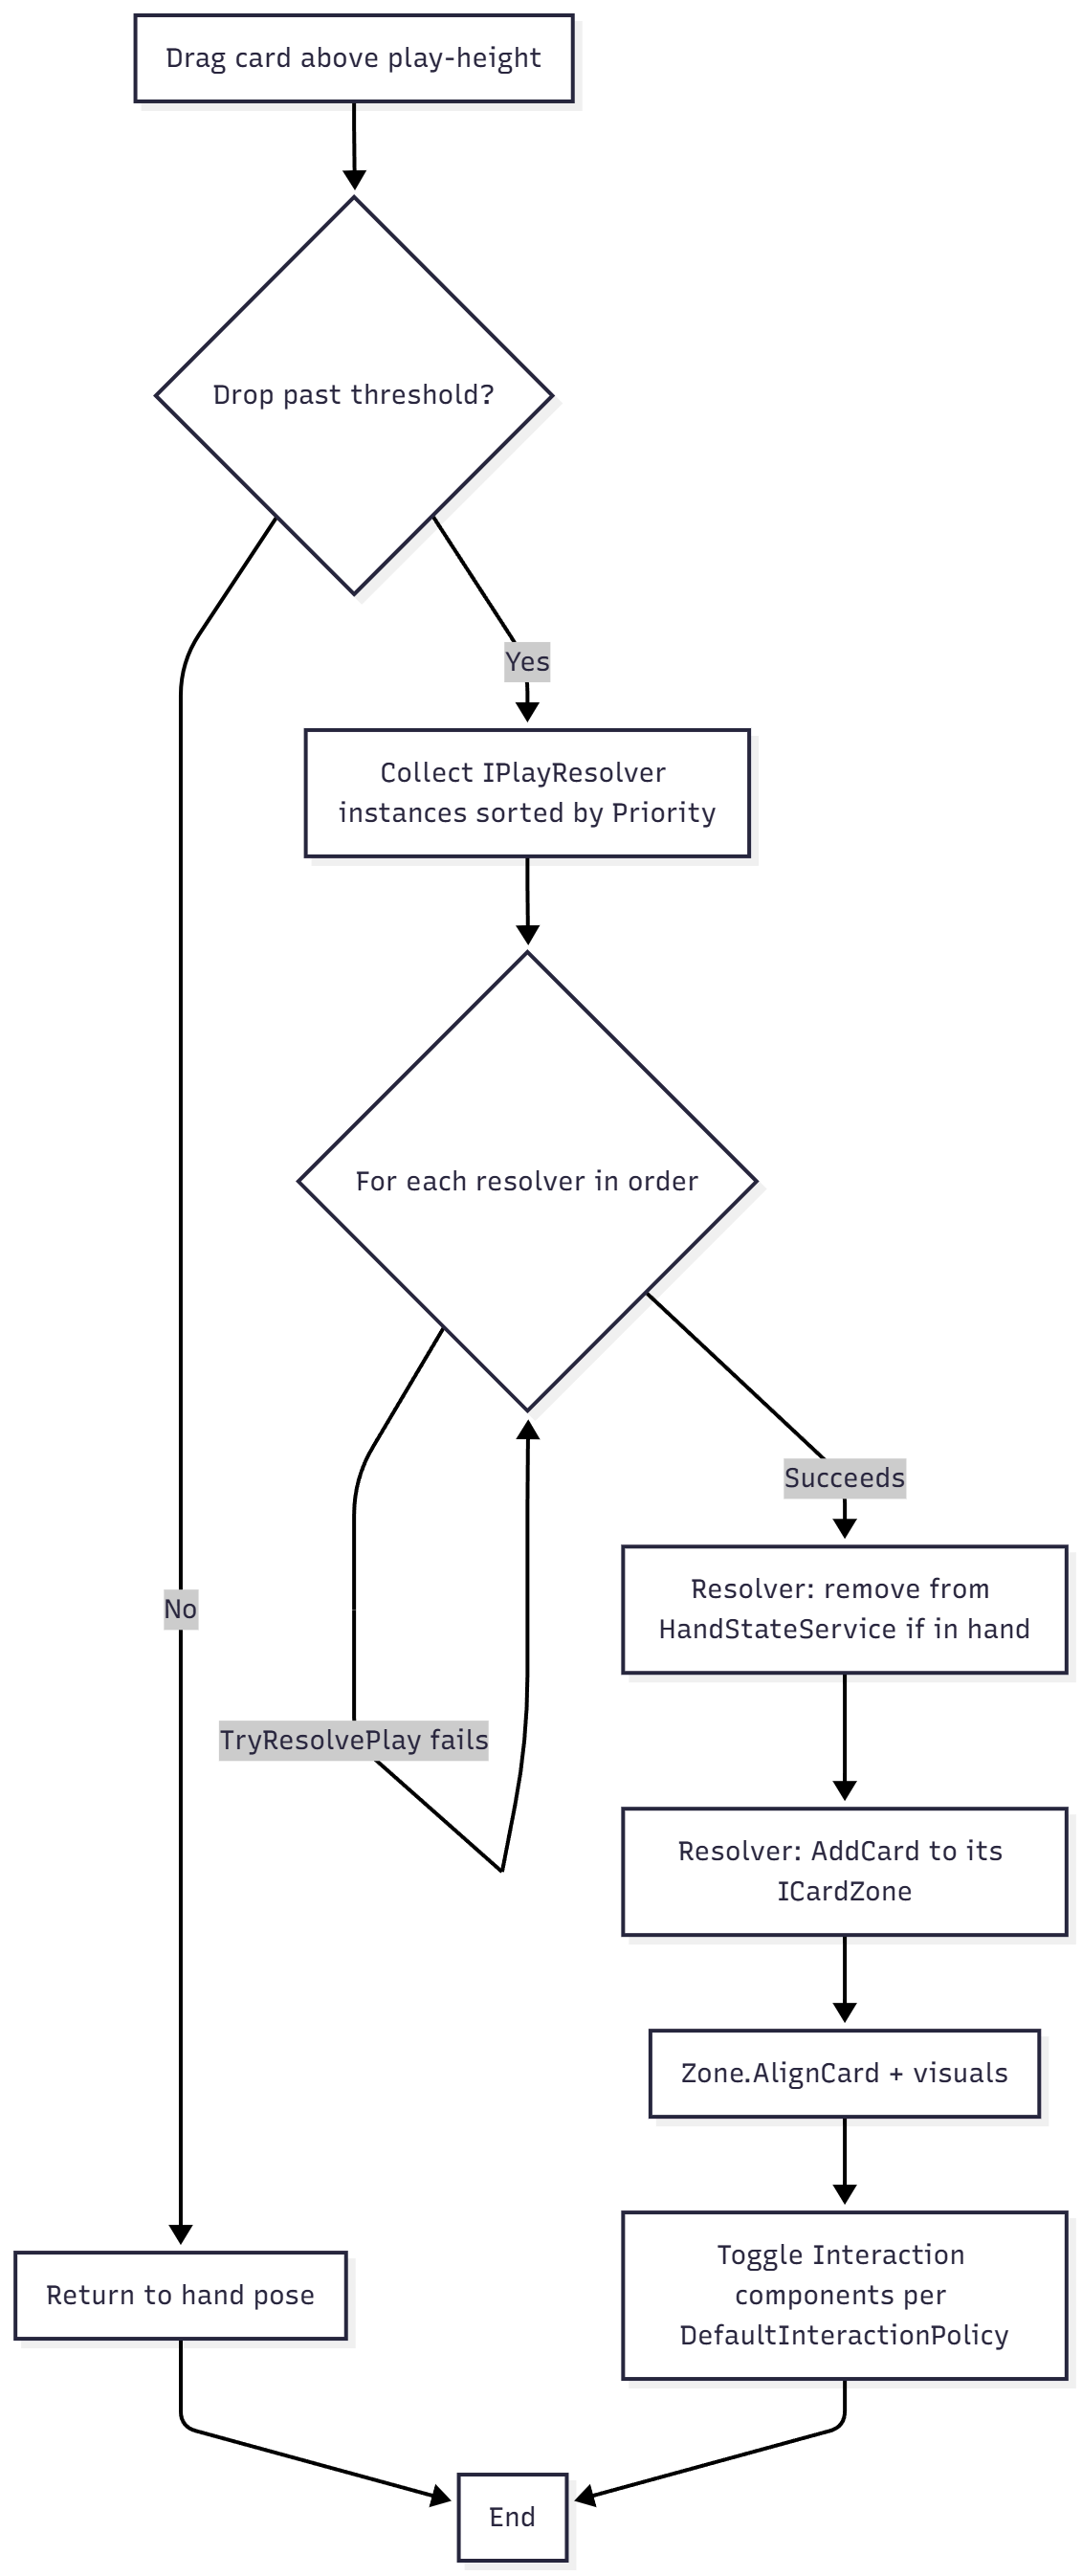 Drag card above play-height
Drop past threshold?
Yes
Collect IPlayResolver
instances sorted by Priority
For each resolver in order
Succeeds
Resolver: remove from
HandStateService if in hand
No
TryResolvePlay fails
Resolver: AddCard to its
ICardZone
Zone.AlignCard + visuals
Toggle Interaction
components per
DefaultInteractionPolicy
Return to hand pose
End